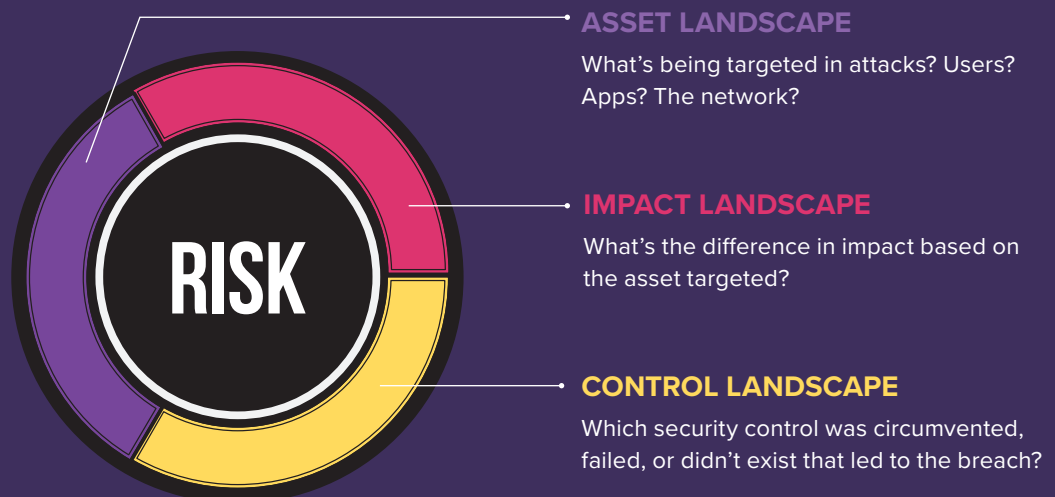 ASSET LANDSCAPE
What’s being targeted in attacks? Users?
Apps? The network?
RISK
IMPACT LANDSCAPE
What’s the difference in impact based on
the asset targeted?
CONTROL LANDSCAPE
Which security control was circumvented,
failed, or didn’t exist that led to the breach?